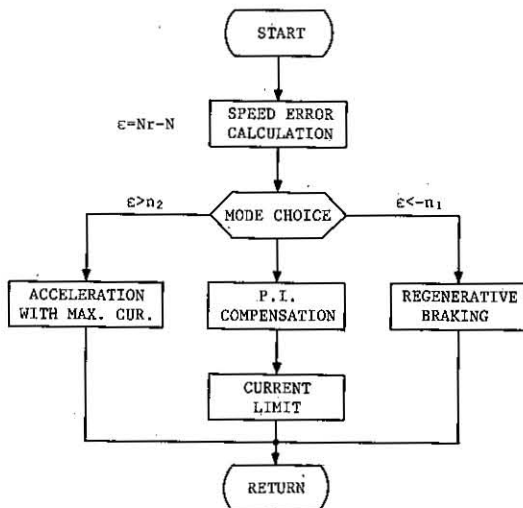 START
ε=Nr-N
SPEED ERROR
CALCULATION
ε>n₂
MODE CHOICE
ε<-n₁
ACCELERATION
WITH MAX. CUR.
P.I.
COMPENSATION
REGENERATIVE
BRAKING
CURRENT
LIMIT
RETURN